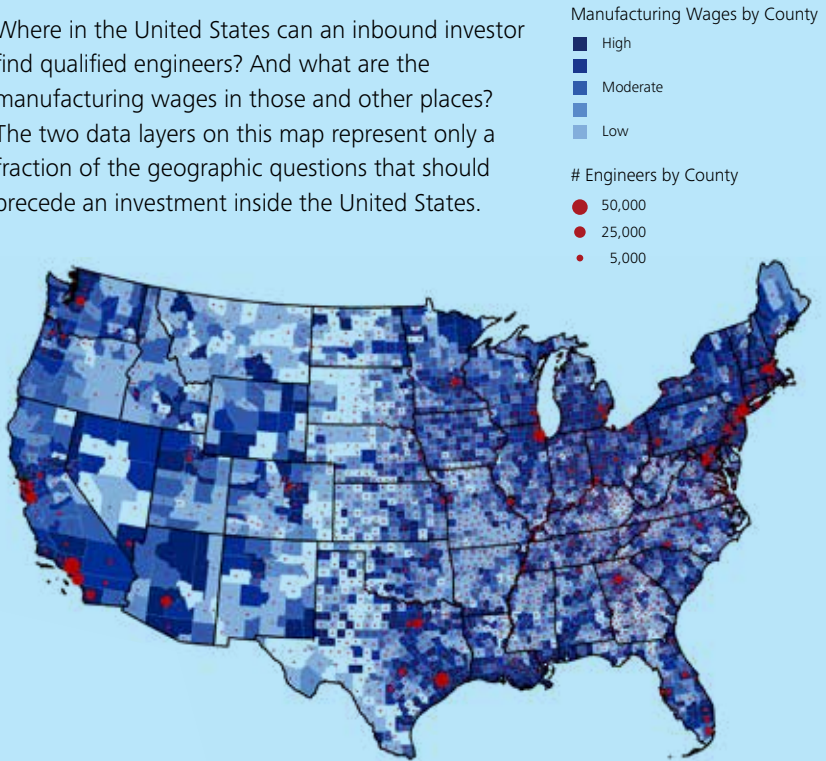 Where in the United States can an inbound investor
find qualified engineers? And what are the
manufacturing wages in those and other places?
The two data layers on this map represent only a
fraction of the geographic questions that should
precede an investment inside the United States.
Manufacturing Wages by County
High
Moderate
Low
# Engineers by County
50,000
25,000
5,000